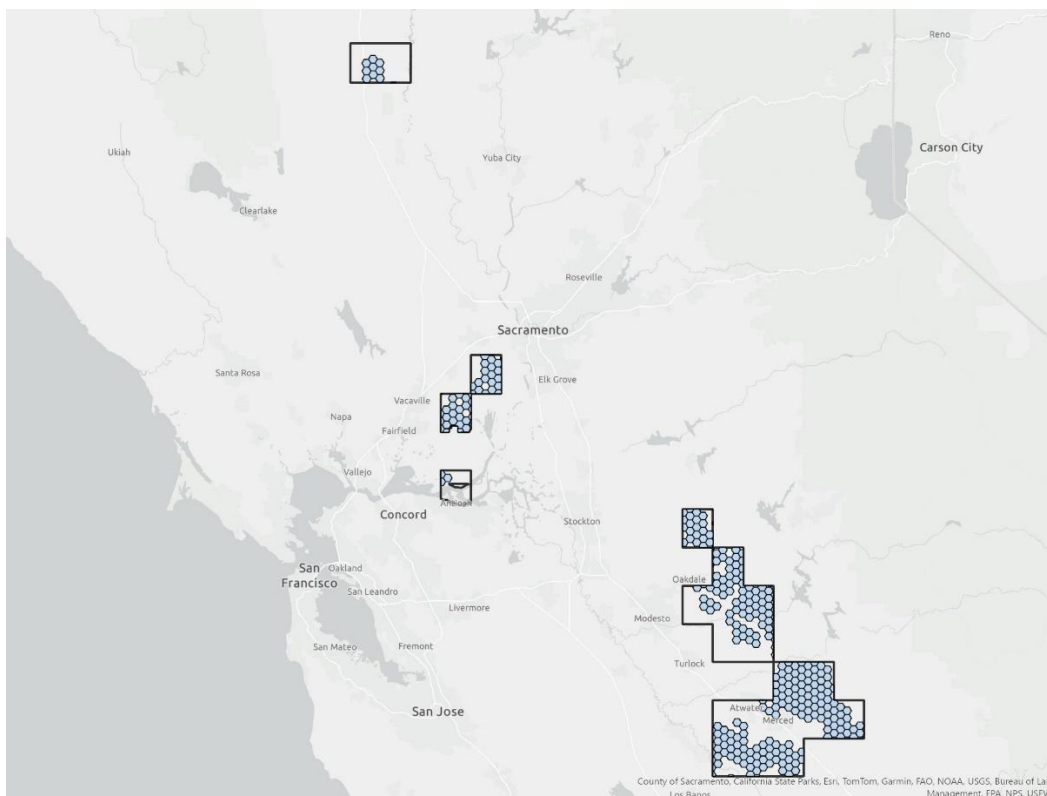 Reno
Ukiah
Yuba City
Carson City
Clearlake
Roseville
Sacramento
Santa Rosa
Elk Grove
Vacaville
Napa
Fairfield
Vallejo
Antioch
Concord
Stockton
San
Francisco
Oakland
Oakdale
San Leandro
Livermore
Modesto
San Mateo
Fremont
Turlock
San Jose
Atwater
Merced
County of Sacramento, California State Parks, Esri, TomTom, Garmin, FAO, NOAA, USGS, Bureau of La
Los Banos
Management, EPA, NPS, USFW